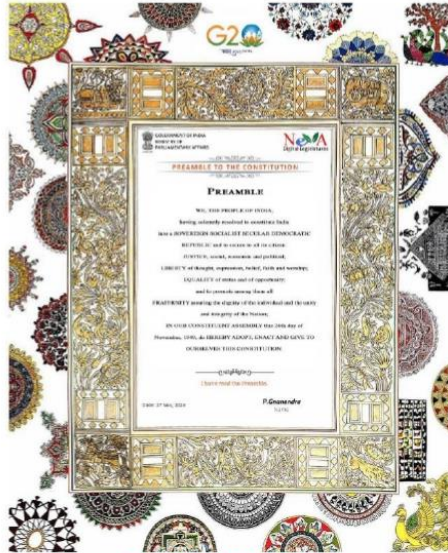 G20
GOVERNMENT OF INDIA
MINISTRY OF
PARLIAMENTARY AFFAIRS
NeVA
Digital Legislatures
PREAMBLE TO THE CONSTITUTION
PREAMBLE
WE, THE PEOPLE OF INDIA,
having solemnly resolved to constitute India
into a SOVEREIGN SOCIALIST SECULAR DEMOCRATIC
REPUBLIC and to secure to all its citizens
JUSTICE, social, economic and political;
LIBERTY of thought, expression, belief, faith and worship;
EQUALITY of status and of opportunity
and to promote among them all
FRATERNITY assuring the dignity of the individual and the unity
and integrity of the Nation;
IN OUR CONSTITUENT ASSEMBLY this 26th day of
November, 1949, do HEREBY ADOPT, ENACT AND GIVE TO
OURSELVES THIS CONSTITUTION
I have read the Preamble.
P.Gnanendra